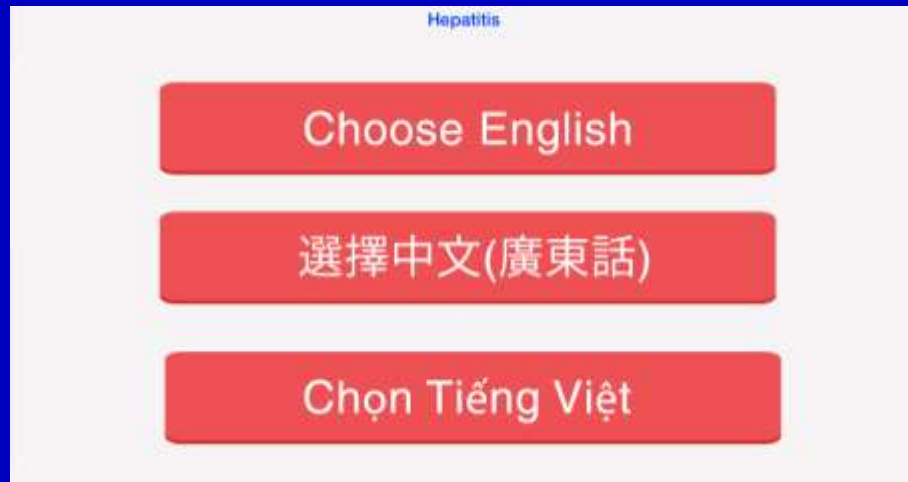 Hepatitis
Choose English
選擇中文(廣東話)
Chọn Tiếng Việt